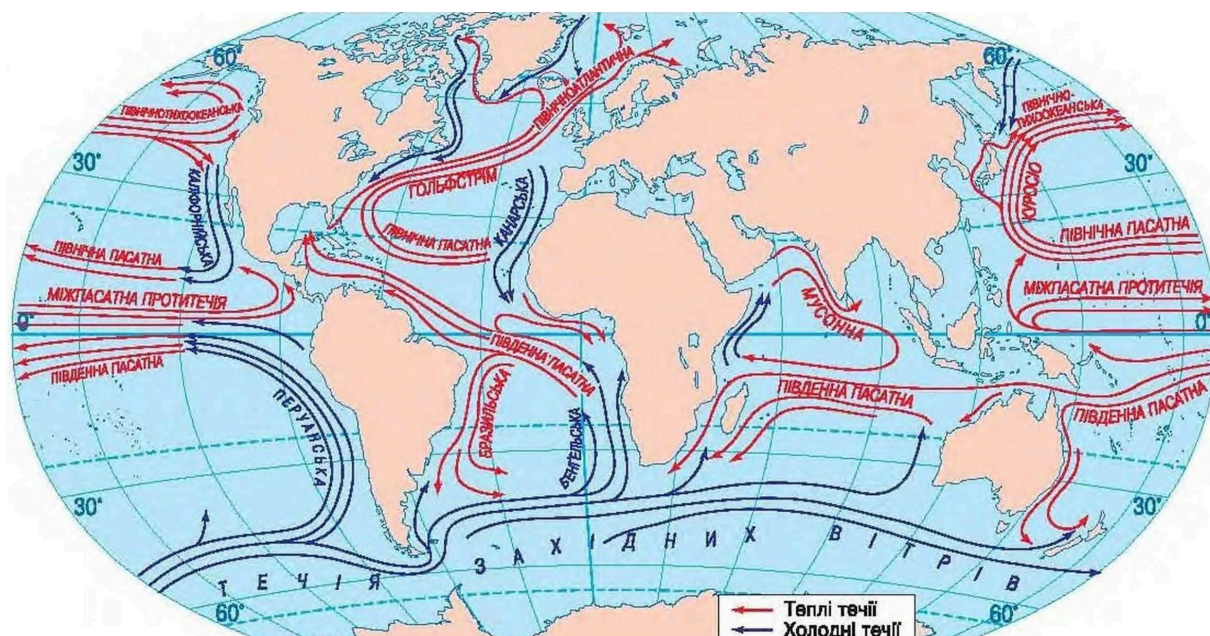 60°
60°
ПІВНІЧНОТИХООКЕАНСЬКА
ПІВНІЧНОАТЛАНТИЧНА
ПІВНІЧНО-
ТИХООКЕАНСЬКА
30°
30°
КАЛІФОРНІЙСЬКА
ГОЛЬФСТРІМ
КАНАРСЬКА
КУРОСІО
ПІВНІЧНА ПАСАТНА
ПІВНІЧНА ПАСАТНА
ПІВНІЧНА ПАСАТНА
МІЖПАСАТНА ПРОТИТЕЧІЯ
МУСОННА
МІЖПАСАТНА ПРОТИТЕЧІЯ
0°
0°
ПІВДЕННА ПАСАТНА
ПІВДЕННА ПАСАТНА
ПІВДЕННА ПАСАТНА
ПІВДЕННА ПАСАТНА
ПЕРУАНСЬКА
БРАЗИЛЬСЬКА
БЕНГЕЛЬСЬКА
30°
30°
ТЕЧІЯ ЗАХІДНИХ ВІТРІВ
60°
60°
Теплі течії
Холодні течії